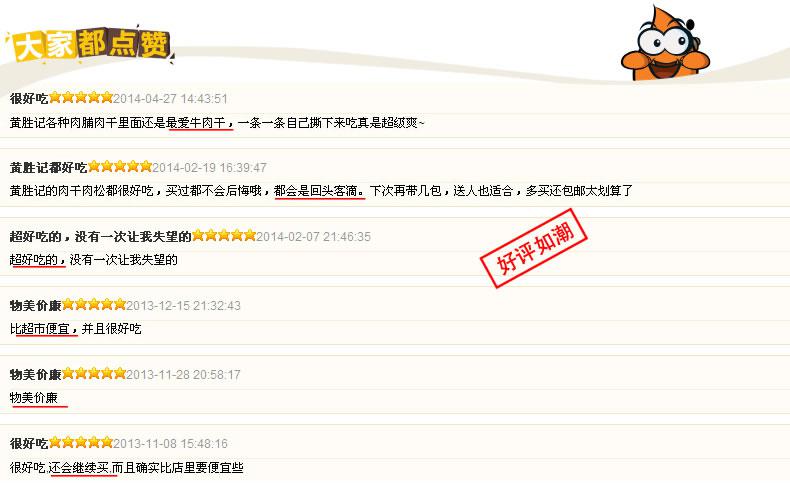 大家都点赞
很好吃2014-04-27 14:43:51
黄胜记各种肉脯肉干里面还是最爱牛肉干，一条一条自己撕下来吃真是超级爽~
黄胜记都好吃2014-02-19 16:39:47
黄胜记的肉干肉松都很好吃，买过都不会后悔哦，都会是回头客滴。下次再带几包，送人也适合，多买还包邮太划算了
超好吃的，没有一次让我失望的2014-02-07 21:46:35
好评如潮
超好吃的，没有一次让我失望的
物美价廉2013-12-15 21:32:43
比超市便宜，并且很好吃
物美价廉2013-11-28 20:58:17
物美价廉
很好吃2013-11-08 15:48:16
很好吃,还会继续买,而且确实比店里要便宜些